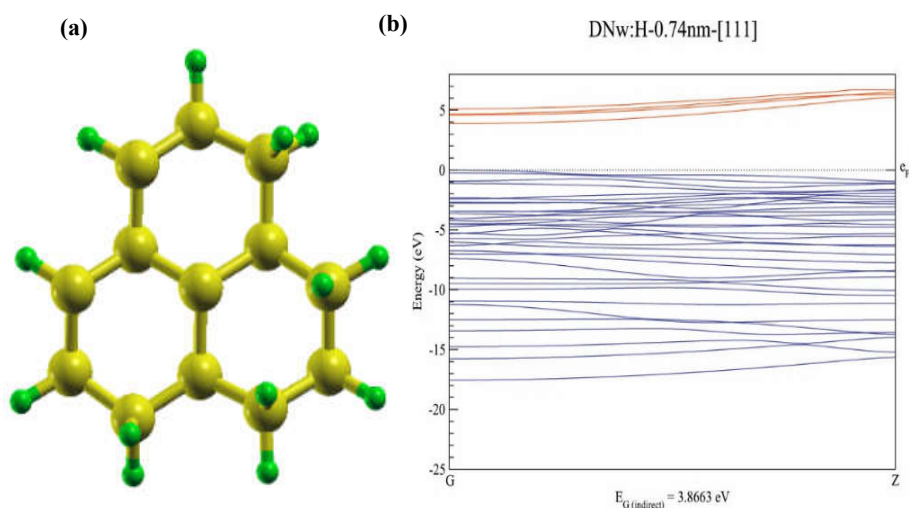 (a)
(b)
DNw:H-0.74nm-[111]
5
0
-5
-10
-15
-20
-25
Energy (eV)
e_F
G
Z
E_G (indirect) = 3.8663 eV